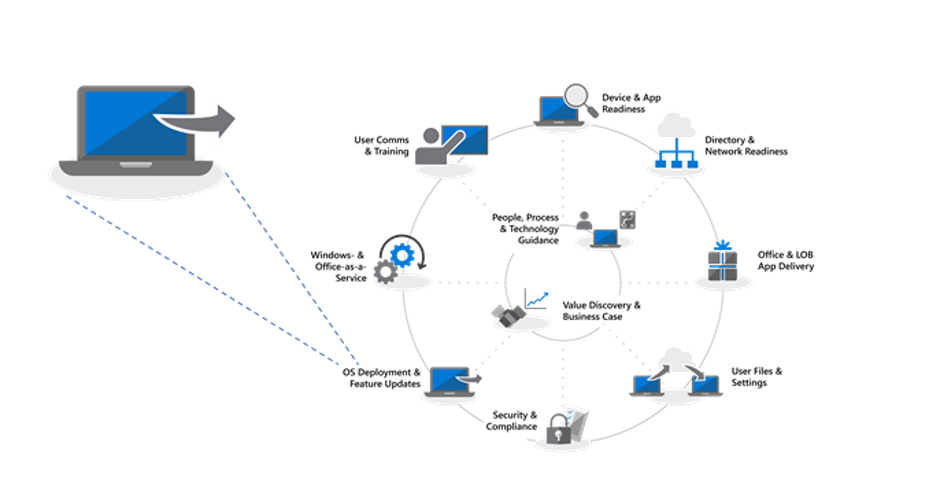 Device & App
Readiness
User Comms
& Training
Directory &
Network Readiness
People, Process
& Technology
Guidance
Windows- &
Office-as-a-
Service
Office & LOB
App Delivery
Value Discovery &
Business Case
OS Deployment &
Feature Updates
User Files &
Settings
Security &
Compliance